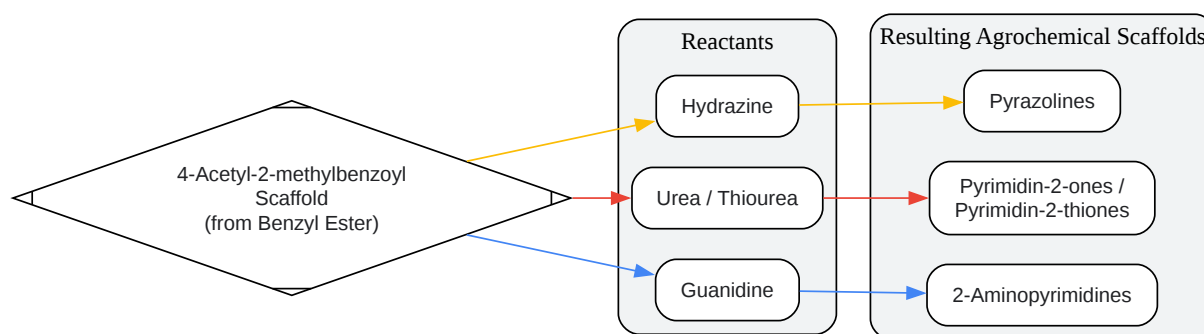 Reactants
Resulting Agrochemical Scaffolds
4-Acetyl-2-methylbenzoyl
Scaffold
(from Benzyl Ester)
Hydrazine
Pyrazolines
Urea / Thiourea
Pyrimidin-2-ones /
Pyrimidin-2-thiones
Guanidine
2-Aminopyrimidines